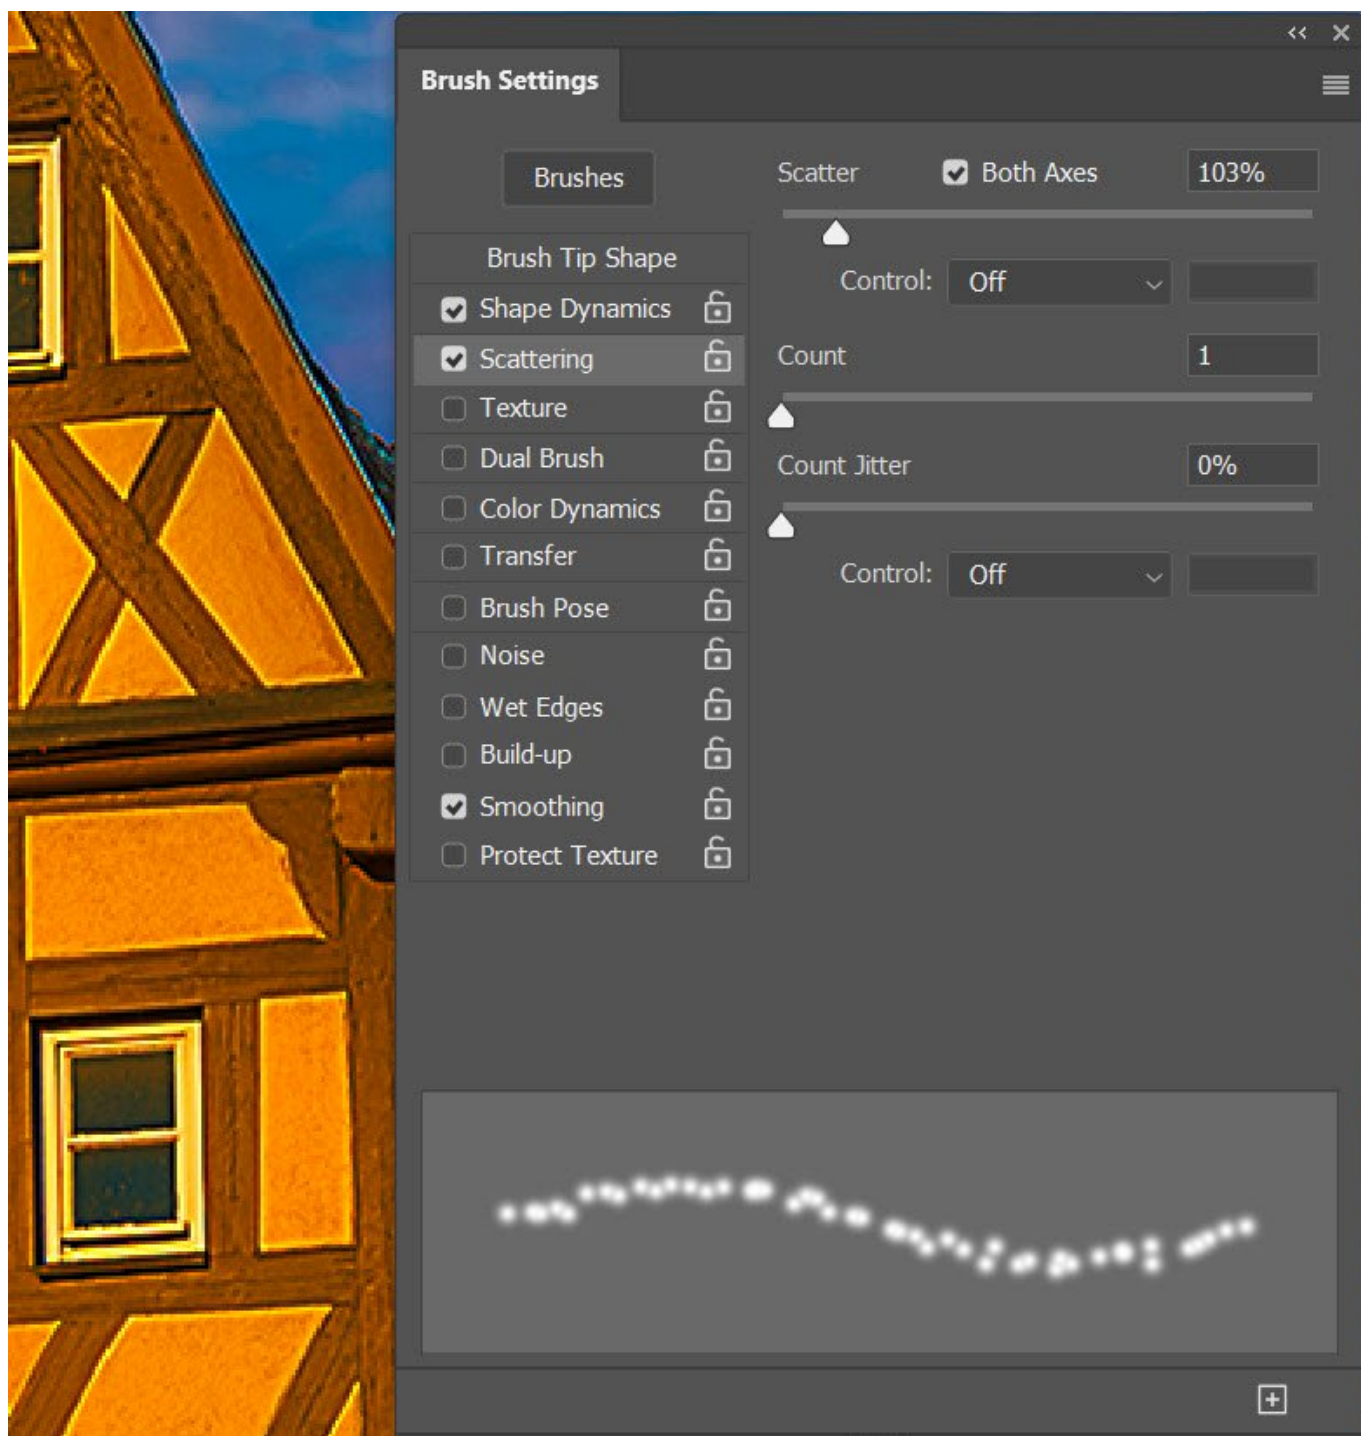 Brush Settings
Brushes
Brush Tip Shape
Shape Dynamics
Scattering
Texture
Dual Brush
Color Dynamics
Transfer
Brush Pose
Noise
Wet Edges
Build-up
Smoothing
Protect Texture
Scatter Both Axes 103%
Control: Off
Count 1
Count Jitter 0%
Control: Off